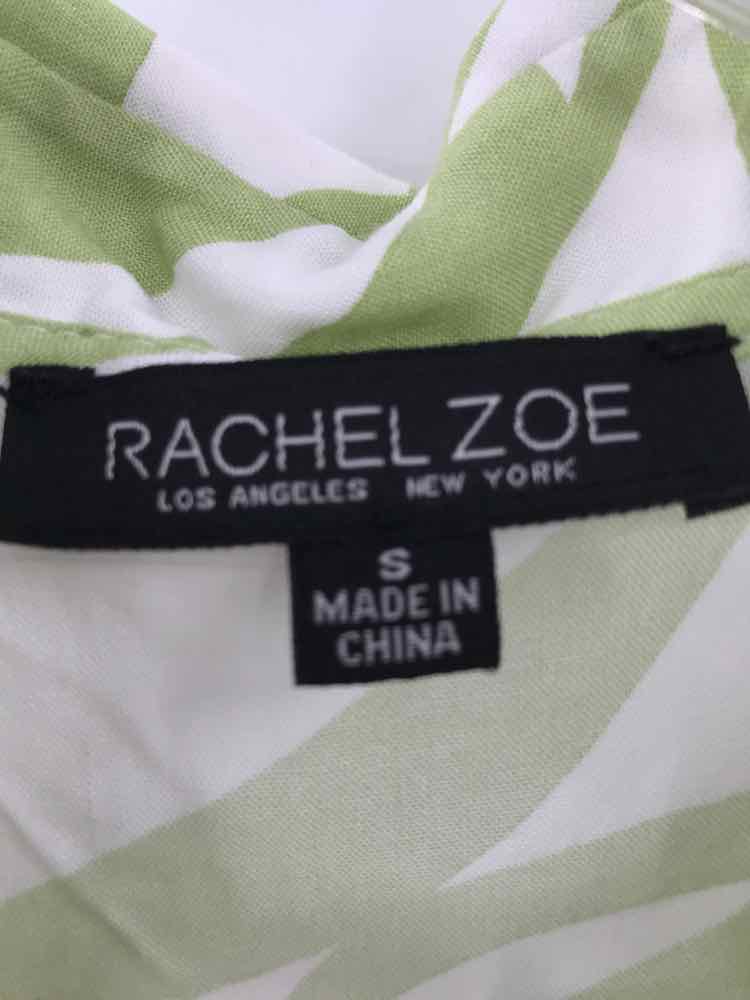 RACHEL ZOE
LOS ANGELES NEW YORK
S
MADE IN
CHINA